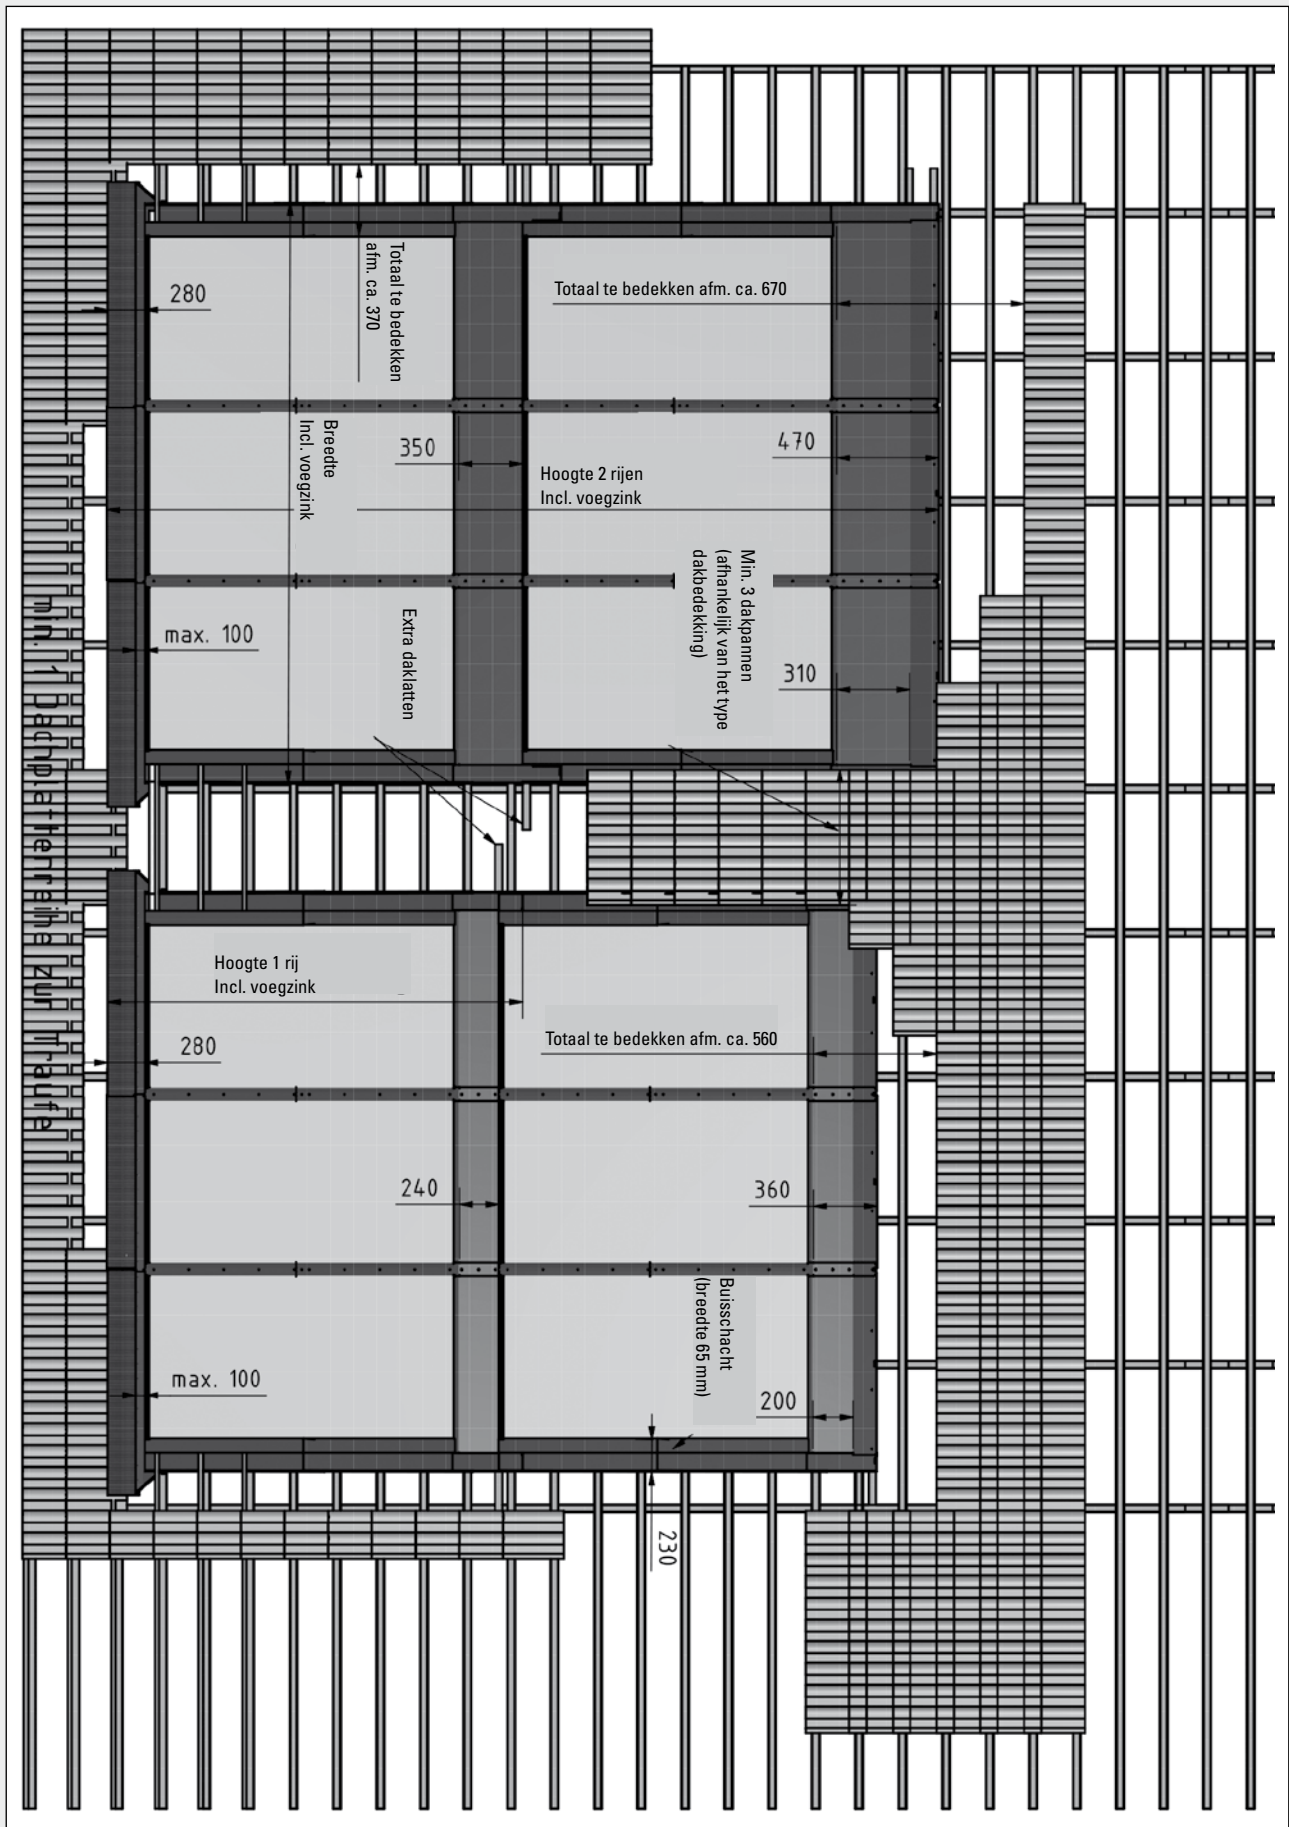 280
Totaal te bedekken
afm. ca. 370
Totaal te bedekken afm. ca. 670
Breedte
Incl. voegzink
350
470
Hoogte 2 rijen
Incl. voegzink
Min. 3 dakpannen
(afhankelijk van het type
dakbedekking)
Extra daklatten
max. 100
310
min. 1 Dachplattenreihe zur Traufe
Hoogte 1 rij
Incl. voegzink
280
Totaal te bedekken afm. ca. 560
240
360
Buisschacht
(breedte 65 mm)
max. 100
200
230